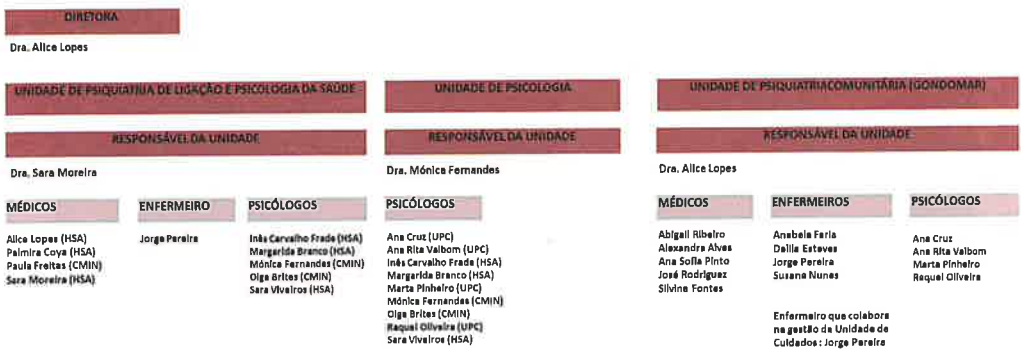 DIRETORA
Dra. Alice Lopes
UNIDADE DE PSIQUIATRIA DE LIGAÇÃO E PSICOLOGIA DA SAÚDE
RESPONSÁVEL DA UNIDADE
Dra. Sara Moreira
MÉDICOS
Alice Lopes (HSA)
Palmira Coya (HSA)
Paula Freitas (CMIN)
Sara Moreira (HSA)
ENFERMEIRO
Jorge Pereira
PSICÓLOGOS
Inês Carvalho Frade (HSA)
Margarida Branco (HSA)
Mónica Fernandes (CMIN)
Olga Brites (CMIN)
Sara Viveiros (HSA)
UNIDADE DE PSICOLOGIA
RESPONSÁVEL DA UNIDADE
Dra. Mónica Fernandes
PSICÓLOGOS
Ana Cruz (UPC)
Ana Rita Valbom (UPC)
Inês Carvalho Frade (HSA)
Margarida Branco (HSA)
Marta Pinheiro (UPC)
Mónica Fernandes (CMIN)
Olga Brites (CMIN)
Raquel Oliveira (UPC)
Sara Viveiros (HSA)
UNIDADE DE PSIQUIATRIACOMUNITÁRIA (GONDOMAR)
RESPONSÁVEL DA UNIDADE
Dra. Alice Lopes
MÉDICOS
Abigail Ribeiro
Alexandra Alves
Ana Sofia Pinto
José Rodriguez
Silvina Fontes
ENFERMEIROS
Anabela Faria
Dalila Esteves
Jorge Pereira
Susana Nunes
Enfermeiro que colabora
na gestão da Unidade de
Cuidados : Jorge Pereira
PSICÓLOGOS
Ana Cruz
Ana Rita Valbom
Marta Pinheiro
Raquel Oliveira